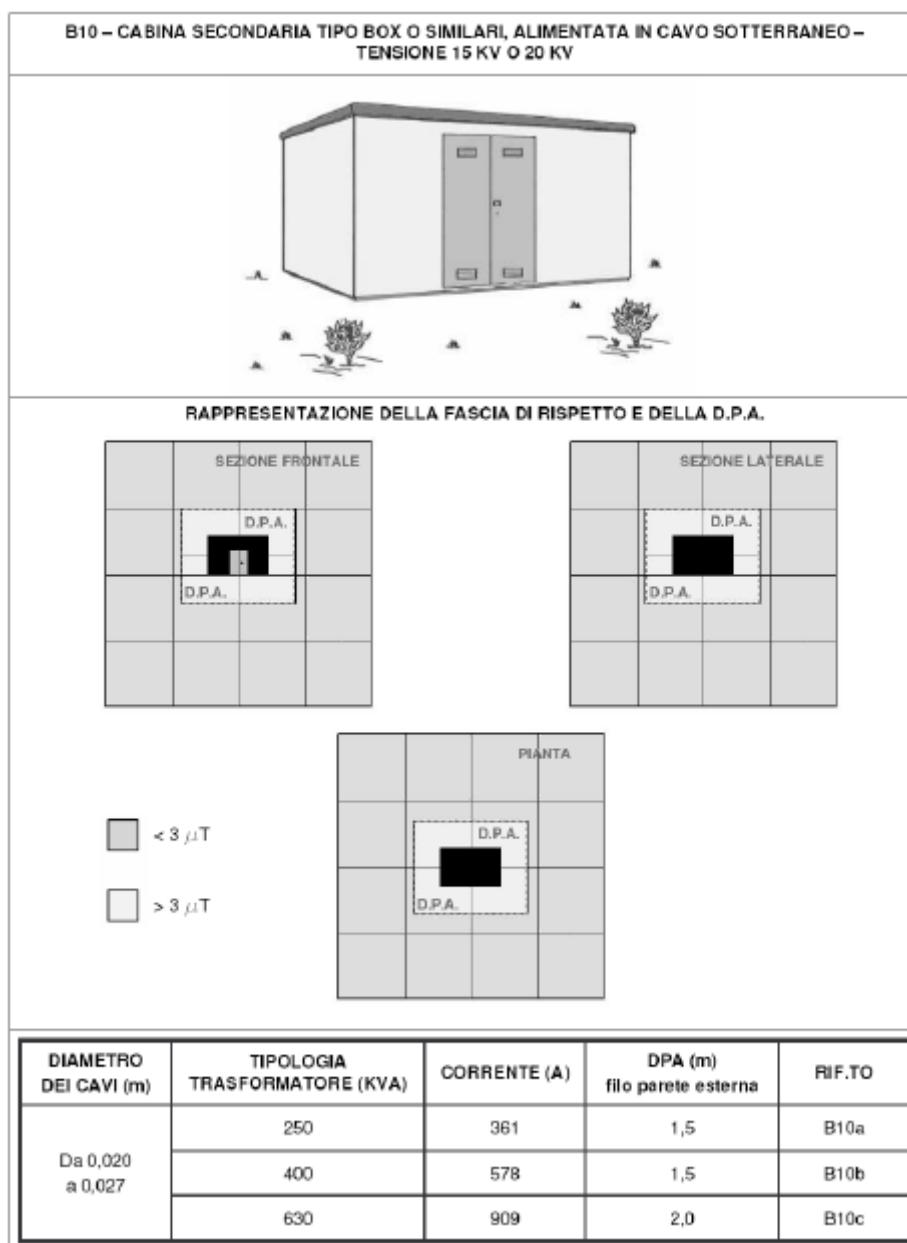 B10 – CABINA SECONDARIA TIPO BOX O SIMILARI, ALIMENTATA IN CAVO SOTTERRANEO –
TENSIONE 15 KV O 20 KV
RAPPRESENTAZIONE DELLA FASCIA DI RISPETTO E DELLA D.P.A.
SEZIONE FRONTALE
D.P.A.
D.P.A.
SEZIONE LATERALE
D.P.A.
D.P.A.
PIANTA
D.P.A.
D.P.A.
< 3 μT
> 3 μT
DIAMETRO
DEI CAVI (m)
TIPOLOGIA
TRASFORMATORE (KVA)
CORRENTE (A)
DPA (m)
filo parete esterna
RIF.TO
Da 0,020
a 0,027
250 361 1,5 B10a
400 578 1,5 B10b
630 909 2,0 B10c